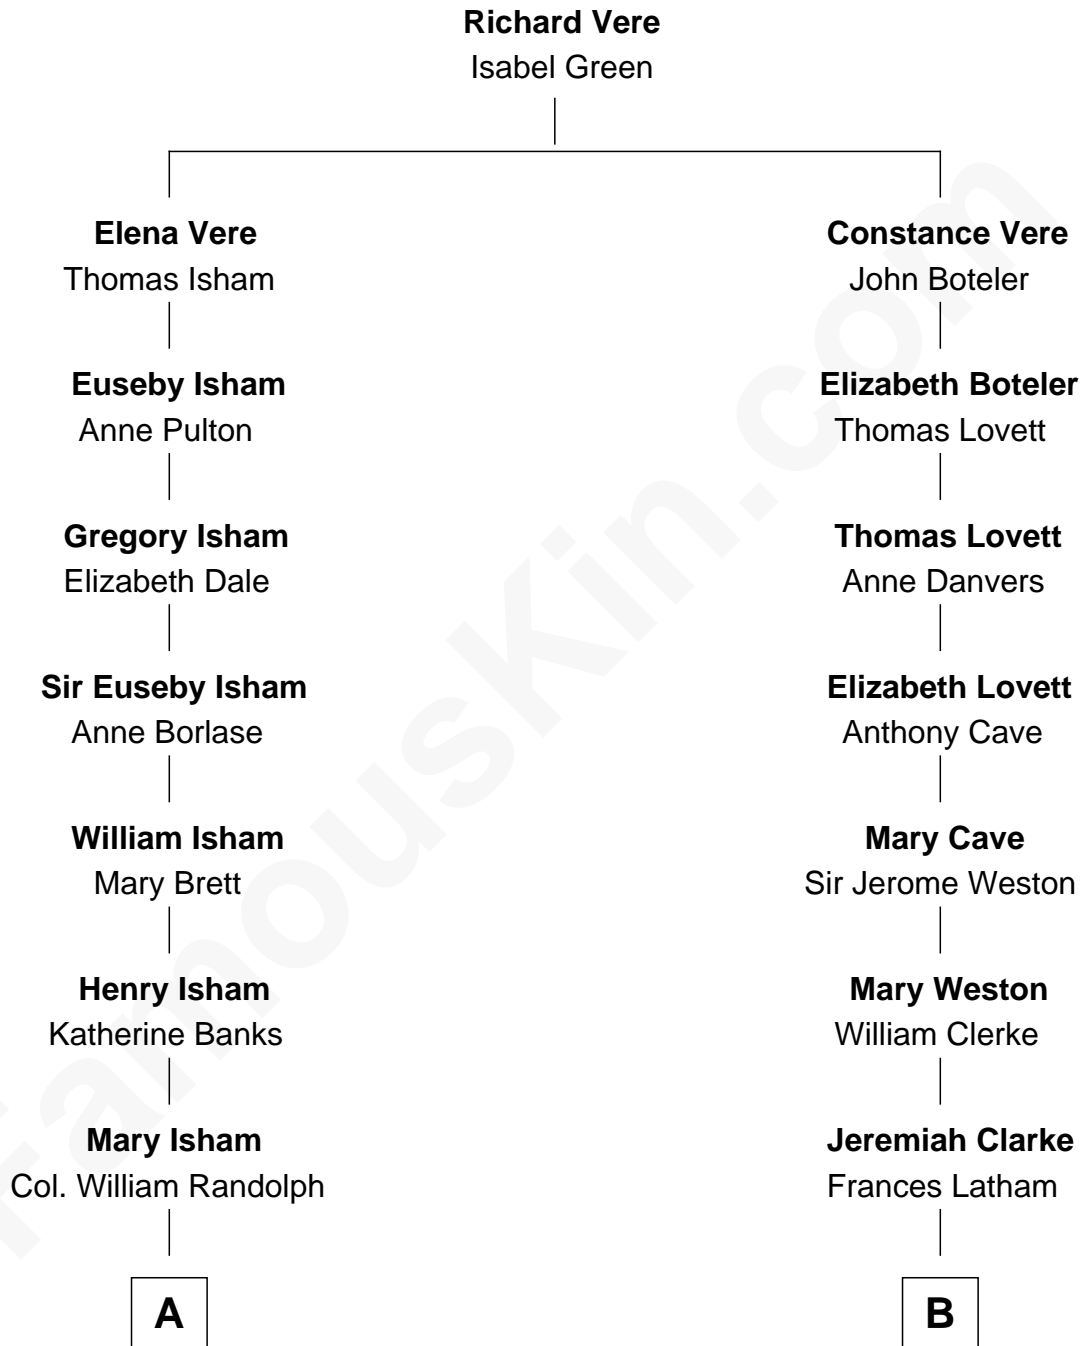 Richard Vere
Isabel Green
Elena Vere
Thomas Isham
Constance Vere
John Boteler
Euseby Isham
Anne Pulton
Elizabeth Boteler
Thomas Lovett
Gregory Isham
Elizabeth Dale
Thomas Lovett
Anne Danvers
Sir Euseby Isham
Anne Borlase
Elizabeth Lovett
Anthony Cave
William Isham
Mary Brett
Mary Cave
Sir Jerome Weston
Henry Isham
Katherine Banks
Mary Weston
William Clerke
Mary Isham
Col. William Randolph
Jeremiah Clarke
Frances Latham
A
B
FamousKin.com